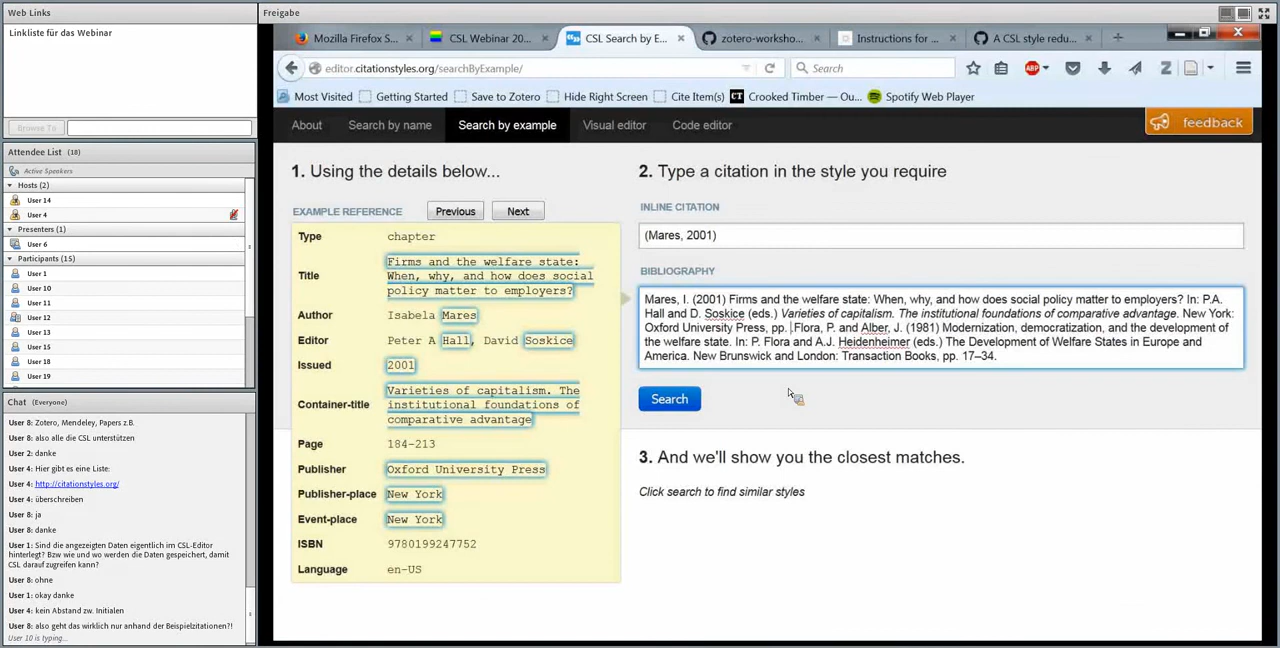 Web Links
Linkliste für das Webinar
Browse To
Attendee List (18)
Active Speakers
Hosts (2)
User 14
User 4
Presenters (1)
User 6
Participants (15)
User 1
User 10
User 11
User 12
User 13
User 15
User 18
User 19
Chat (Everyone)
User 8: Zotero, Mendeley, Papers z.B.
User 8: also alle die CSL unterstützen
User 2: danke
User 4: Hier gibt es eine Liste:
User 4: http://citationstyles.org/
User 4: überschreiben
User 8: ja
User 8: danke
User 1: Sind die angezeigten Daten eigentlich im CSL-Editor
hinterlegt? Bzw wie und wo werden die Daten gespeichert, damit
CSL darauf zugreifen kann?
User 8: ohne
User 1: okay danke
User 4: kein Abstand zw. Initialen
User 8: also geht das wirklich nur anhand der Beispielzitationen?!
User 10 is typing...
Freigabe
Mozilla Firefox S...
CSL Webinar 20...
CSL Search by E...
zotero-worksho...
Instructions for ...
A CSL style redu...
editor.citationstyles.org/searchByExample/
Search
ABP
Z
Most Visited
Getting Started
Save to Zotero
Hide Right Screen
Cite Item(s)
CT
Crooked Timber — Ou...
Spotify Web Player
About
Search by name
Search by example
Visual editor
Code editor
feedback
1. Using the details below...
EXAMPLE REFERENCE
Previous
Next
Type chapter
Title Firms and the welfare state:
When, why, and how does social
policy matter to employers?
Author Isabela Mares
Editor Peter A Hall, David Soskice
Issued 2001
Container-title Varieties of capitalism. The
institutional foundations of
comparative advantage
Page 184-213
Publisher Oxford University Press
Publisher-place New York
Event-place New York
ISBN 9780199247752
Language en-US
2. Type a citation in the style you require
INLINE CITATION
(Mares, 2001)
BIBLIOGRAPHY
Mares, I. (2001) Firms and the welfare state: When, why, and how does social policy matter to employers? In: P.A.
Hall and D. Soskice (eds.) Varieties of capitalism. The institutional foundations of comparative advantage. New York:
Oxford University Press, pp. Flora, P. and Alber, J. (1981) Modernization, democratization, and the development of
the welfare state. In: P. Flora and A.J. Heidenheimer (eds.) The Development of Welfare States in Europe and
America. New Brunswick and London: Transaction Books, pp. 17–34.
Search
3. And we'll show you the closest matches.
Click search to find similar styles